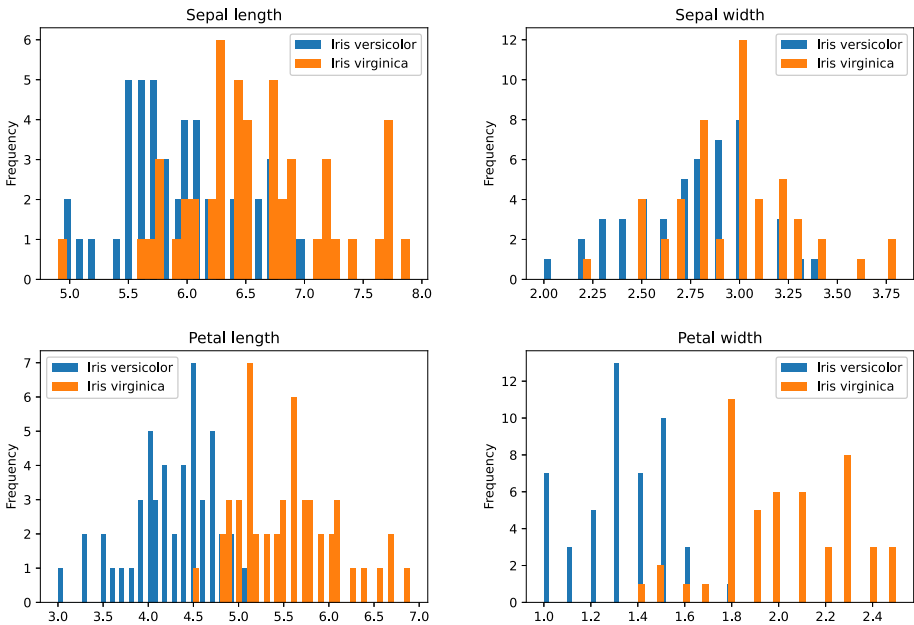 Sepal length
Frequency
6
5
4
3
2
1
0
5.0 5.5 6.0 6.5 7.0 7.5 8.0
Iris versicolor
Iris virginica
Sepal width
Frequency
12
10
8
6
4
2
0
2.00 2.25 2.50 2.75 3.00 3.25 3.50 3.75
Iris versicolor
Iris virginica
Petal length
Frequency
7
6
5
4
3
2
1
0
3.0 3.5 4.0 4.5 5.0 5.5 6.0 6.5 7.0
Iris versicolor
Iris virginica
Petal width
Frequency
12
10
8
6
4
2
0
1.0 1.2 1.4 1.6 1.8 2.0 2.2 2.4
Iris versicolor
Iris virginica